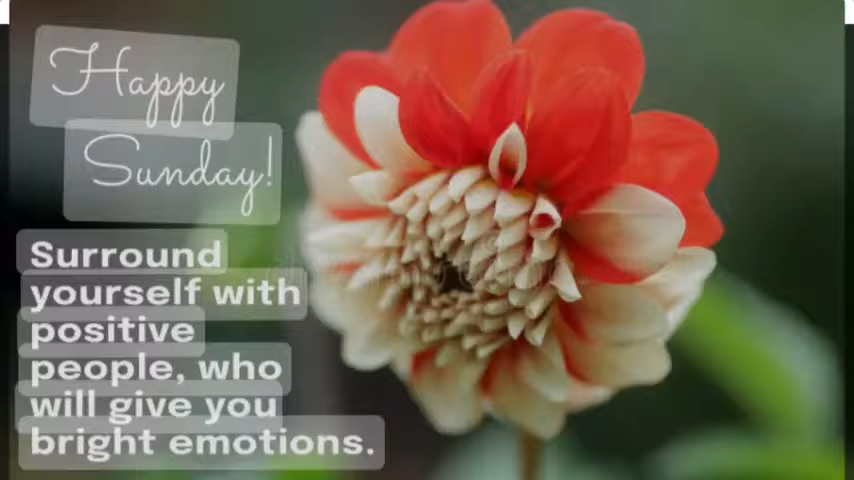 Happy
Sunday!
Surround
yourself with
positive
people, who
will give you
bright emotions.